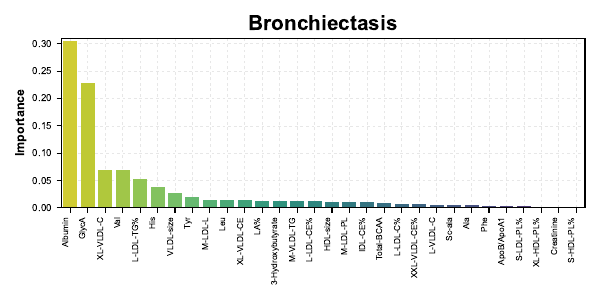 Bronchiectasis
Importance
0.30
0.25
0.20
0.15
0.10
0.05
0.00
Albumin
GlycA
XL-VLDL-C
Val
L-LDL-TG%
His
VLDL-size
Tyr
M-LDL-L
Leu
XL-VLDL-CE
LA%
3-Hydroxybutyrate
M-VLDL-TG
L-LDL-CE%
HDL-size
M-LDL-PL
IDL-CE%
Total-BCAA
L-LDL-C%
XXL-VLDL-CE%
L-VLDL-C
Sc-ala
Ala
Phe
ApoB/ApoA1
S-LDL-PL%
XL-HDL-PL%
Creatinine
S-HDL-PL%